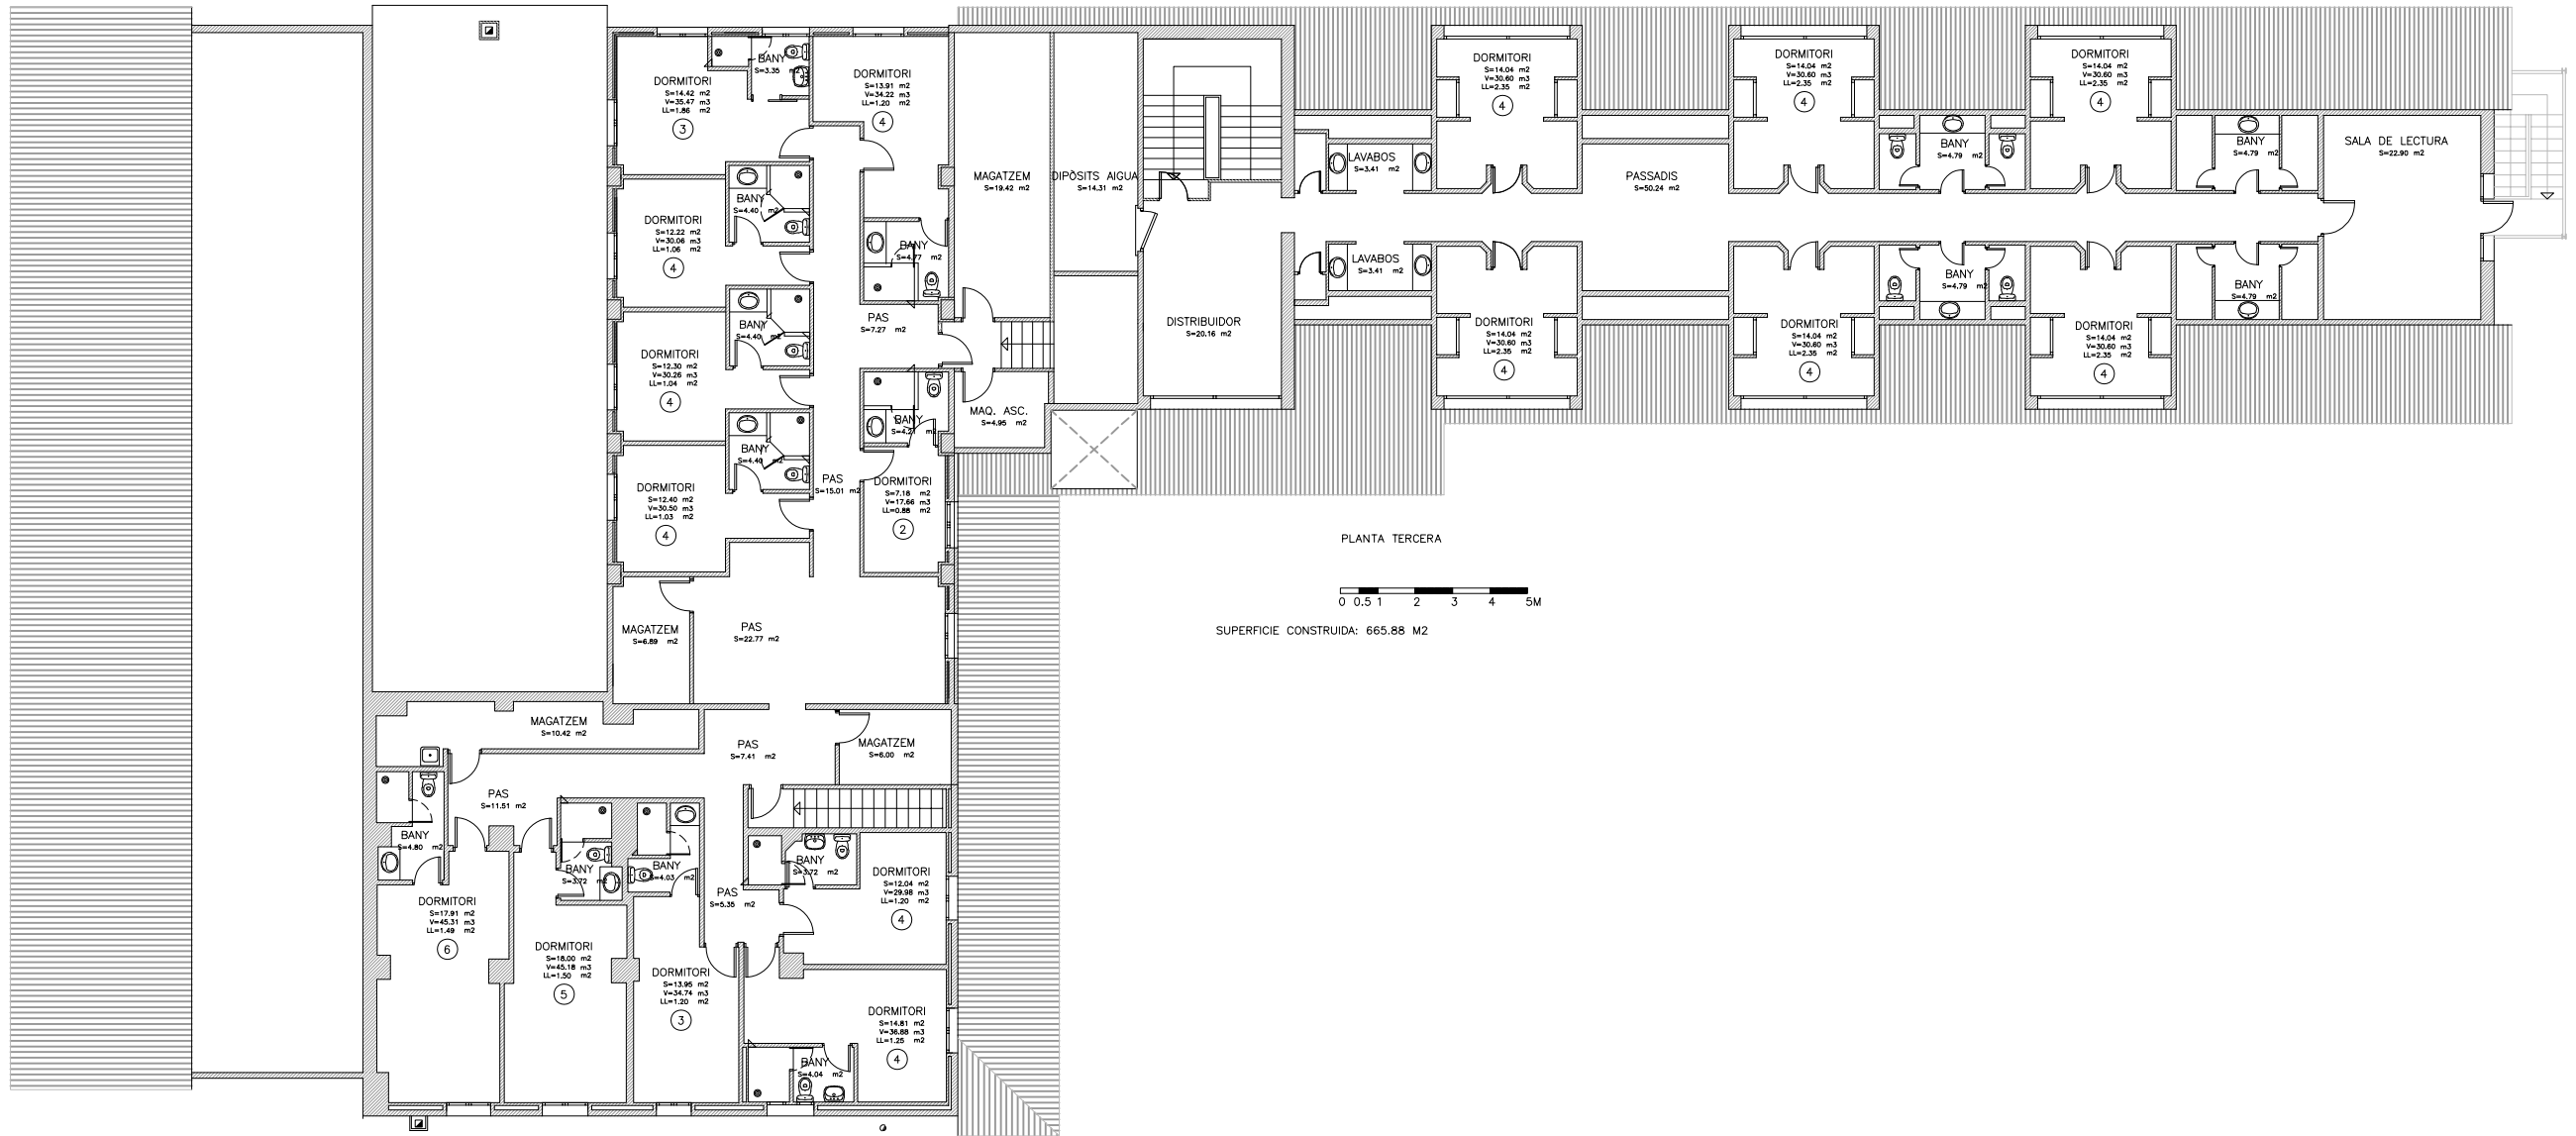 DORMITORI
S=14.42 m2
V=35.47 m3
LL=1.86 m2
3
BANY
S=3.35 m2
DORMITORI
S=13.91 m2
V=34.22 m3
LL=1.20 m2
4
MAGATZEM
S=19.42 m2
DIPÒSITS AIGUA
S=14.31 m2
DORMITORI
S=12.22 m2
V=30.06 m3
LL=1.06 m2
4
BANY
S=4.40 m2
BANY
S=4.77 m2
DORMITORI
S=12.30 m2
V=30.26 m3
LL=1.04 m2
4
BANY
S=4.40 m2
PAS
S=7.27 m2
DISTRIBUIDOR
S=20.16 m2
DORMITORI
S=12.40 m2
V=30.50 m3
LL=1.03 m2
4
BANY
S=4.40 m2
BANY
MAQ. ASC.
S=4.95 m2
PAS
S=15.01 m2
DORMITORI
S=7.18 m2
V=17.66 m3
LL=0.88 m2
2
LAVABOS
S=3.41 m2
DORMITORI
S=14.04 m2
V=30.60 m3
LL=2.35 m2
4
PASSADIS
S=50.24 m2
DORMITORI
S=14.04 m2
V=30.60 m3
LL=2.35 m2
4
BANY
S=4.79 m2
DORMITORI
S=14.04 m2
V=30.60 m3
LL=2.35 m2
4
BANY
S=4.79 m2
SALA DE LECTURA
S=22.90 m2
LAVABOS
S=3.41 m2
DORMITORI
S=14.04 m2
V=30.60 m3
LL=2.35 m2
4
DORMITORI
S=14.04 m2
V=30.60 m3
LL=2.35 m2
4
BANY
S=4.79 m2
DORMITORI
S=14.04 m2
V=30.60 m3
LL=2.35 m2
4
BANY
S=4.79 m2
PLANTA TERCERA
0 0.5 1 2 3 4 5M
SUPERFICIE CONSTRUIDA: 665.88 M2
MAGATZEM
S=6.89 m2
PAS
S=22.77 m2
MAGATZEM
S=10.42 m2
PAS
S=7.41 m2
MAGATZEM
S=6.00 m2
PAS
S=11.51 m2
BANY
S=4.80 m2
BANY
S=3.72 m2
BANY
S=4.03 m2
BANY
S=3.72 m2
PAS
S=5.35 m2
DORMITORI
S=12.04 m2
V=29.98 m3
LL=1.20 m2
4
DORMITORI
S=17.91 m2
V=45.31 m3
LL=1.49 m2
6
DORMITORI
S=18.00 m2
V=45.18 m3
LL=1.50 m2
5
DORMITORI
S=13.95 m2
V=34.74 m3
LL=1.20 m2
3
DORMITORI
S=14.81 m2
V=36.88 m3
LL=1.25 m2
4
BANY
S=4.04 m2